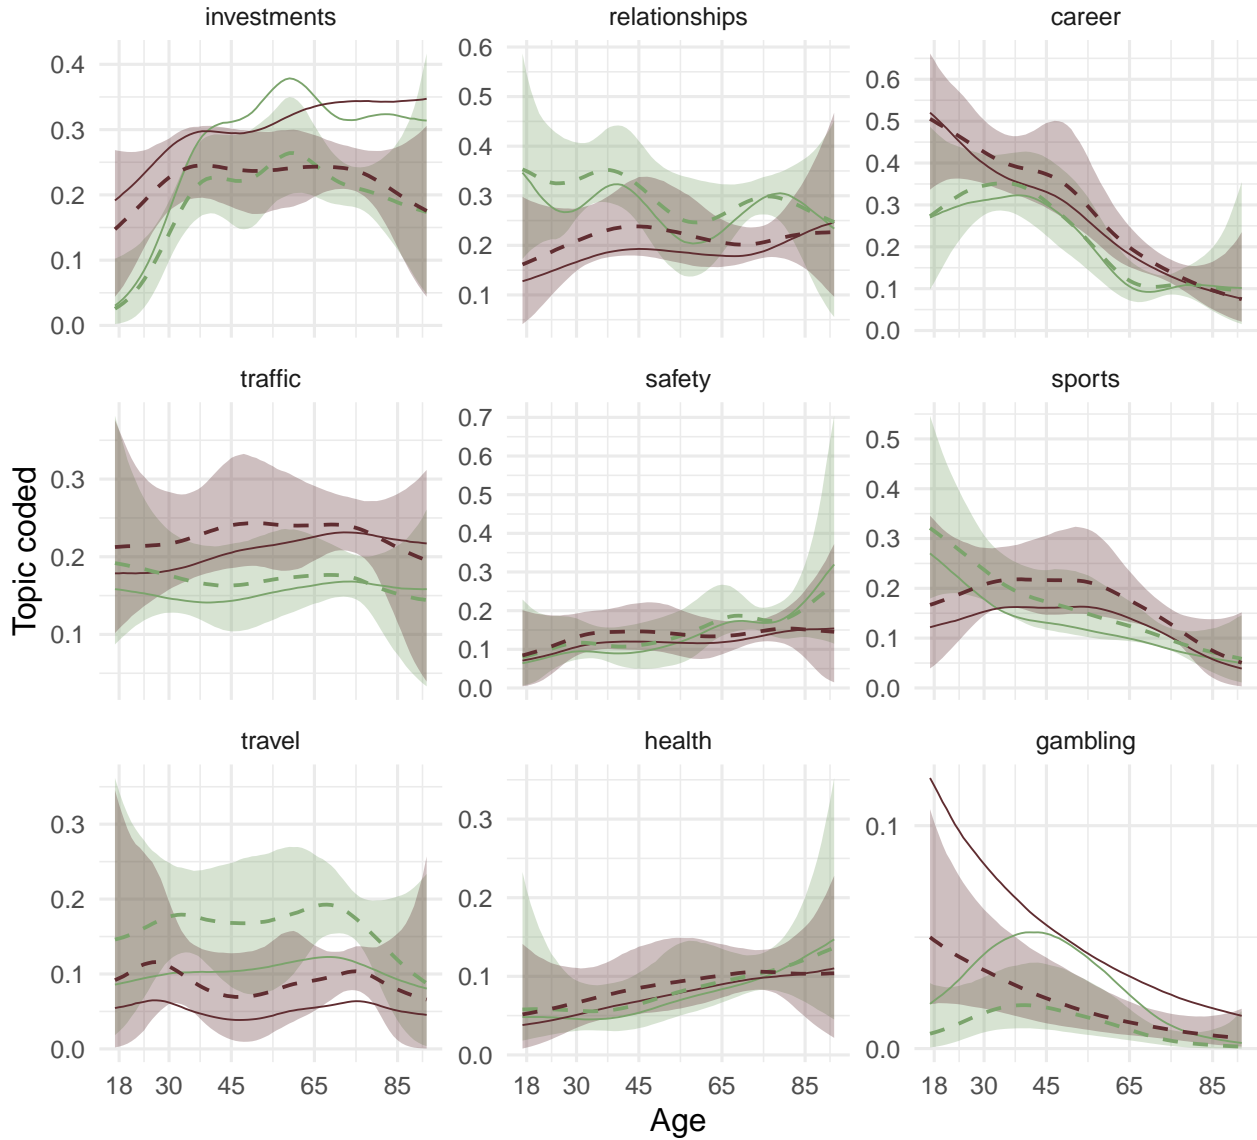 investments relationships career
0.4 0.6 0.6
0.3 0.5 0.5
0.2 0.4 0.4
0.1 0.3 0.3
0.0 0.2 0.2
0.1 0.1
0.0
traffic safety sports
0.3 0.7 0.5
0.2 0.6 0.4
0.1 0.5 0.3
0.4 0.2
0.3 0.1
0.2 0.0
0.1
0.0
Topic coded
travel health gambling
0.3 0.3 0.1
0.2 0.2 0.0
0.1 0.1
0.0 0.0
18 30 45 65 85 18 30 45 65 85 18 30 45 65 85
Age